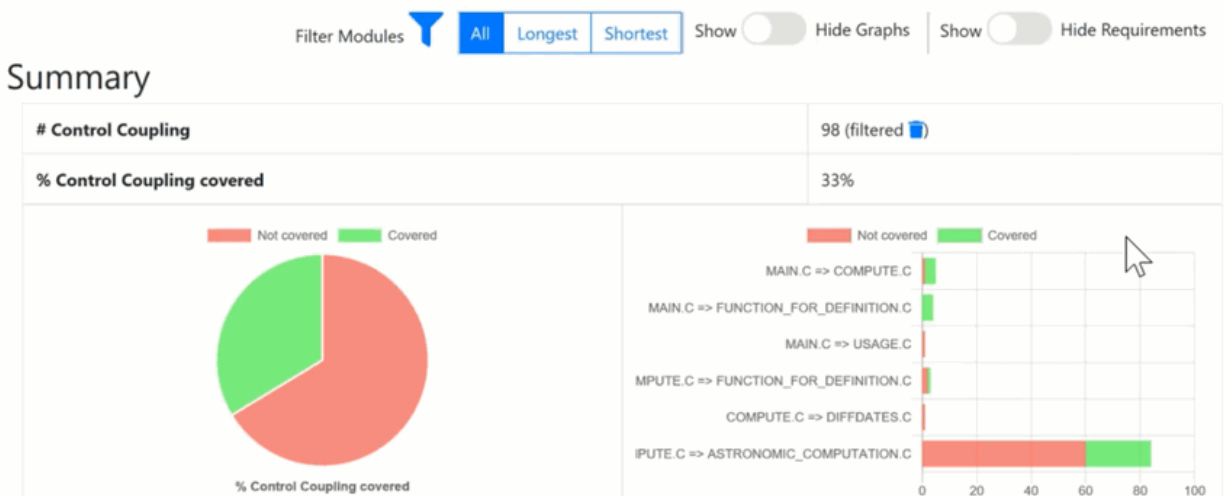 Filter Modules All Longest Shortest Show Hide Graphs Show Hide Requirements
Summary
# Control Coupling 98 (filtered )
% Control Coupling covered 33%
Not covered Covered
% Control Coupling covered
Not covered Covered
MAIN.C => COMPUTE.C
MAIN.C => FUNCTION_FOR_DEFINITION.C
MAIN.C => USAGE.C
MPUTE.C => FUNCTION_FOR_DEFINITION.C
COMPUTE.C => DIFFDATES.C
IPUTE.C => ASTRONOMIC_COMPUTATION.C
0 20 40 60 80 100